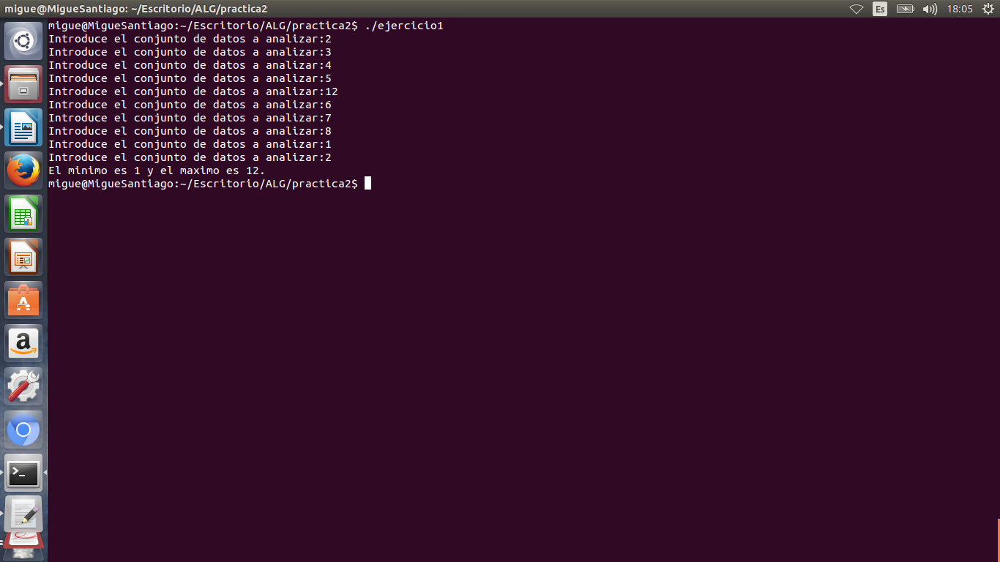 migue@MigueSantiago: ~/Escritorio/ALG/practica2
Es
18:05
migue@MigueSantiago:~/Escritorio/ALG/practica2$ ./ejercicio1
Introduce el conjunto de datos a analizar:2
Introduce el conjunto de datos a analizar:3
Introduce el conjunto de datos a analizar:4
Introduce el conjunto de datos a analizar:5
Introduce el conjunto de datos a analizar:12
Introduce el conjunto de datos a analizar:6
Introduce el conjunto de datos a analizar:7
Introduce el conjunto de datos a analizar:8
Introduce el conjunto de datos a analizar:1
Introduce el conjunto de datos a analizar:2
El minimo es 1 y el maximo es 12.
migue@MigueSantiago:~/Escritorio/ALG/practica2$